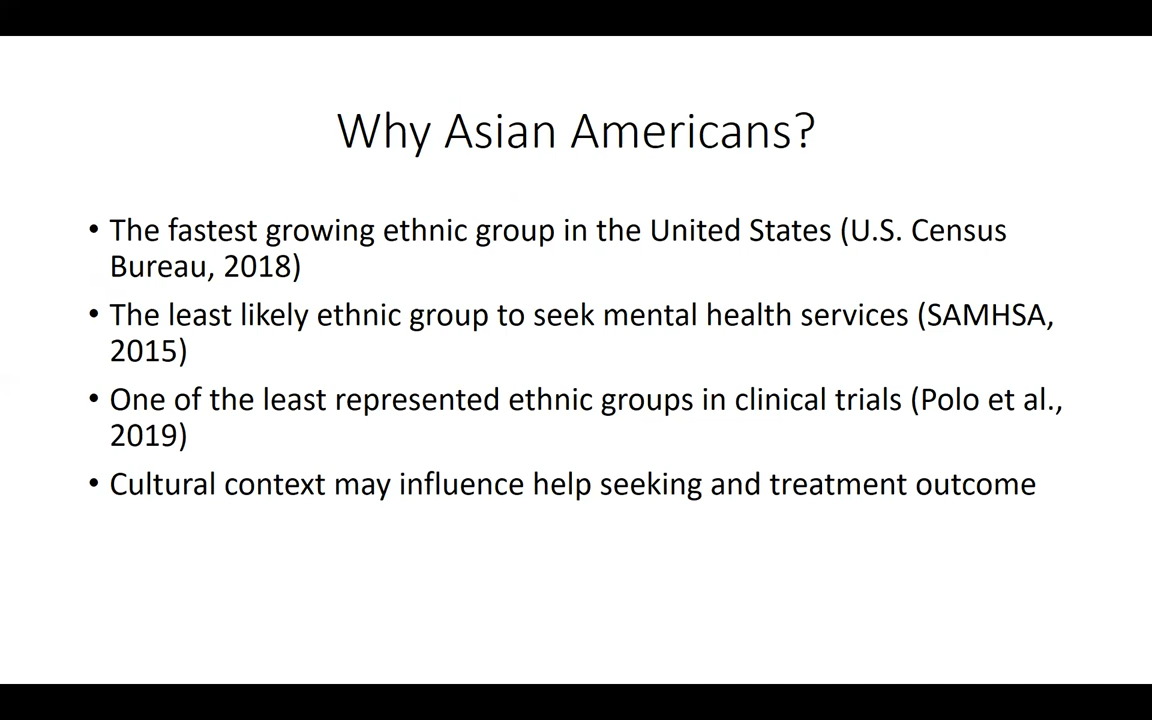 Why Asian Americans?
• The fastest growing ethnic group in the United States (U.S. Census
Bureau, 2018)
• The least likely ethnic group to seek mental health services (SAMHSA,
2015)
• One of the least represented ethnic groups in clinical trials (Polo et al.,
2019)
• Cultural context may influence help seeking and treatment outcome